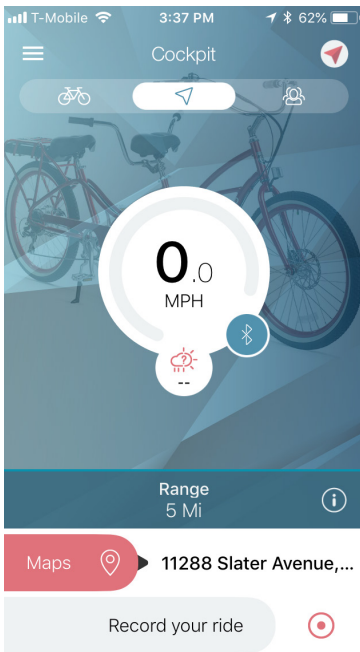 T-Mobile 3:37 PM 62%
Cockpit
0.0
MPH
?
--
Range
5 Mi
Maps 11288 Slater Avenue,...
Record your ride